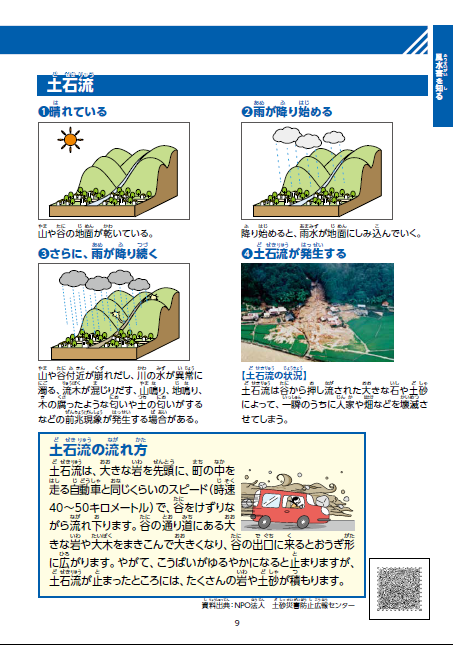 風水害を知る
土石流
❶晴れている
❷雨が降り始める
山や谷の地面が乾いている。
降り始めると、雨水が地面にしみ込んでいく。
❸さらに、雨が降り続く
❹土石流が発生する
山や谷付近が崩れだし、川の水が異常に
濁る、流木が混じりだす、山鳴り、地鳴り、
木の腐ったような匂いや土の匂いがする
などの前兆現象が発生する場合がある。
【土石流の状況】
土石流は谷から押し流された大きな石や土砂
によって、一瞬のうちに人家や畑などを壊滅さ
せてしまう。
土石流の流れ方
土石流は、大きな岩を先頭に、町の中を
走る自動車と同じくらいのスピード（時速
40～50キロメートル）で、谷をけずりな
がら流れ下ります。谷の通り道にある大
きな岩や大木をまきこんで大きくなり、谷の出口に来るとおうぎ形
に広がります。やがて、こうばいがゆるやかになると止まりますが、
土石流が止まったところには、たくさんの岩や土砂が積もります。
資料出典：NPO法人　土砂災害防止広報センター
9